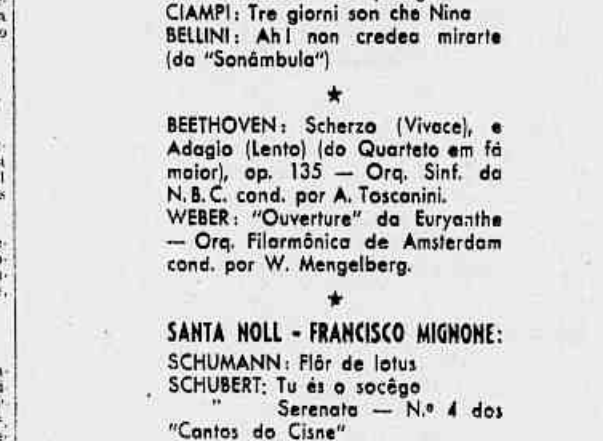 CIAMPI: Tre giorni son che Nina
BELLINI: Ah! non credea mirarte
(da "Sonâmbula")
★
BEETHOVEN: Scherzo (Vivace), e
Adagio (Lento) (do Quarteto em fá
maior), op. 135 — Orq. Sinf. da
N.B.C. cond. por A. Toscanini.
WEBER: "Ouverture" da Euryanthe
— Orq. Filarmônica de Amsterdam
cond. por W. Mengelberg.
★
SANTA NOLL - FRANCISCO MIGNONE:
SCHUMANN: Flôr de lotus
SCHUBERT: Tu és o socêgo
" Serenata — N.º 4 dos
"Cantos do Cisne"